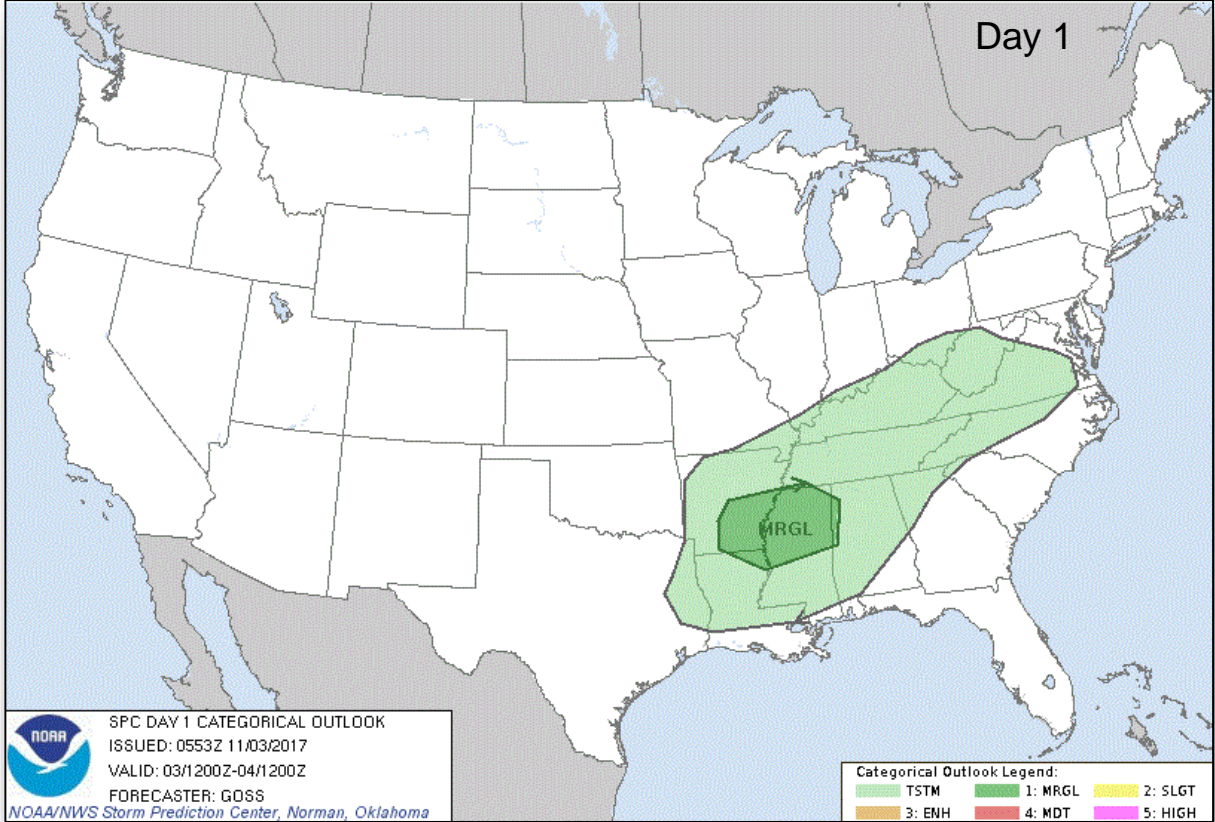 Day 1
MRGL
NOAA
SPC DAY 1 CATEGORICAL OUTLOOK
ISSUED: 0553Z 11/03/2017
VALID: 03/1200Z-04/1200Z
FORECASTER: GOSS
NOAA/NWS Storm Prediction Center, Norman, Oklahoma
Categorical Outlook Legend:
TSTM 1: MRGL 2: SLGT
3: ENH 4: MDT 5: HIGH